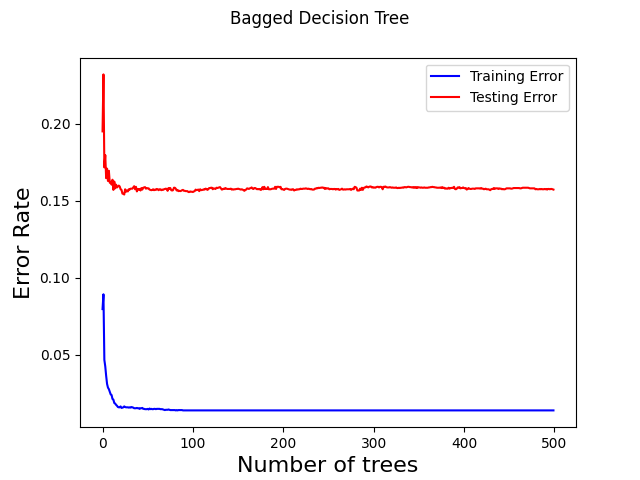 Bagged Decision Tree
Training Error
Testing Error
0.20
0.15
0.10
0.05
Error Rate
0 100 200 300 400 500
Number of trees